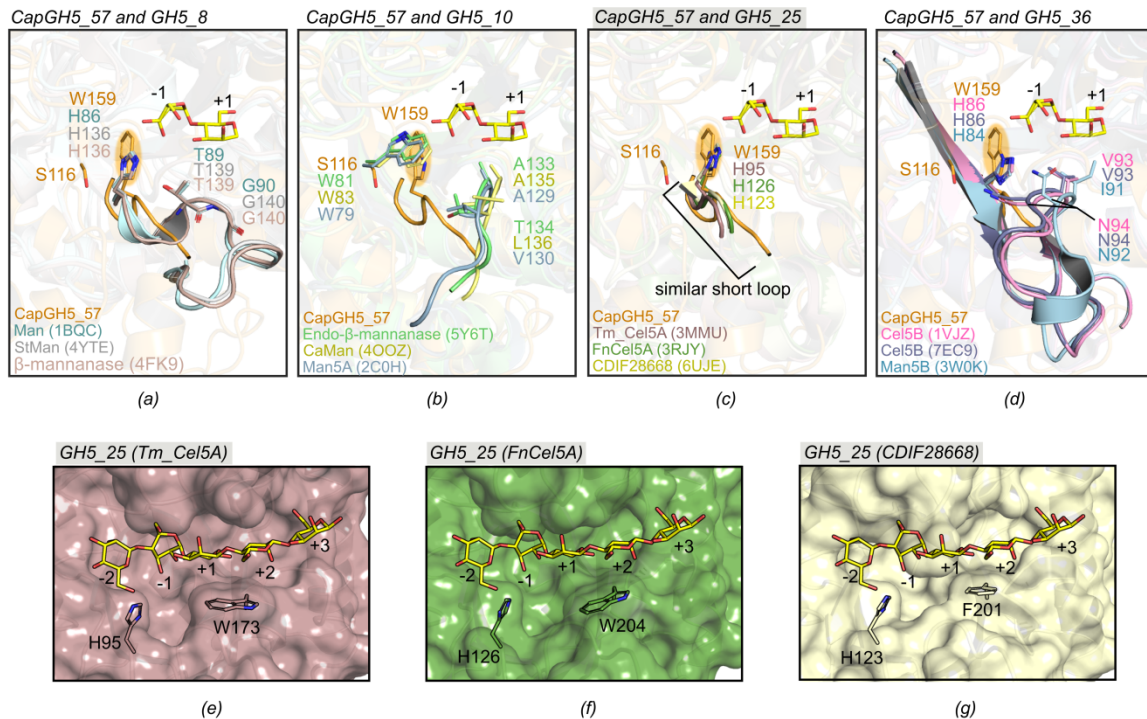 CapGH5_57 and GH5_8
-1
+1
W159
H86
H136
H136
S116
T89
T139
T139
G90
G140
G140
CapGH5_57
Man (1BQC)
StMan (4YTE)
β-mannanase (4FK9)
(a)
CapGH5_57 and GH5_10
-1
+1
W159
S116
W81
W83
W79
A133
A135
A129
T134
L136
V130
CapGH5_57
Endo-β-mannanase (5Y6T)
CaMan (4OOZ)
Man5A (2C0H)
(b)
CapGH5_57 and GH5_25
-1
+1
S116
W159
H95
H126
H123
similar short loop
CapGH5_57
Tm_Cel5A (3MMU)
FnCel5A (3RJY)
CDIF28668 (6UJE)
(c)
CapGH5_57 and GH5_36
-1
+1
W159
H86
H86
H84
S116
V93
V93
I91
N94
N94
N92
CapGH5_57
Cel5B (1VJZ)
Cel5B (7EC9)
Man5B (3W0K)
(d)
GH5_25 (Tm_Cel5A)
-2
-1
+1
+2
+3
H95
W173
(e)
GH5_25 (FnCel5A)
-2
-1
+1
+2
+3
H126
W204
(f)
GH5_25 (CDIF28668)
-2
-1
+1
+2
+3
H123
F201
(g)